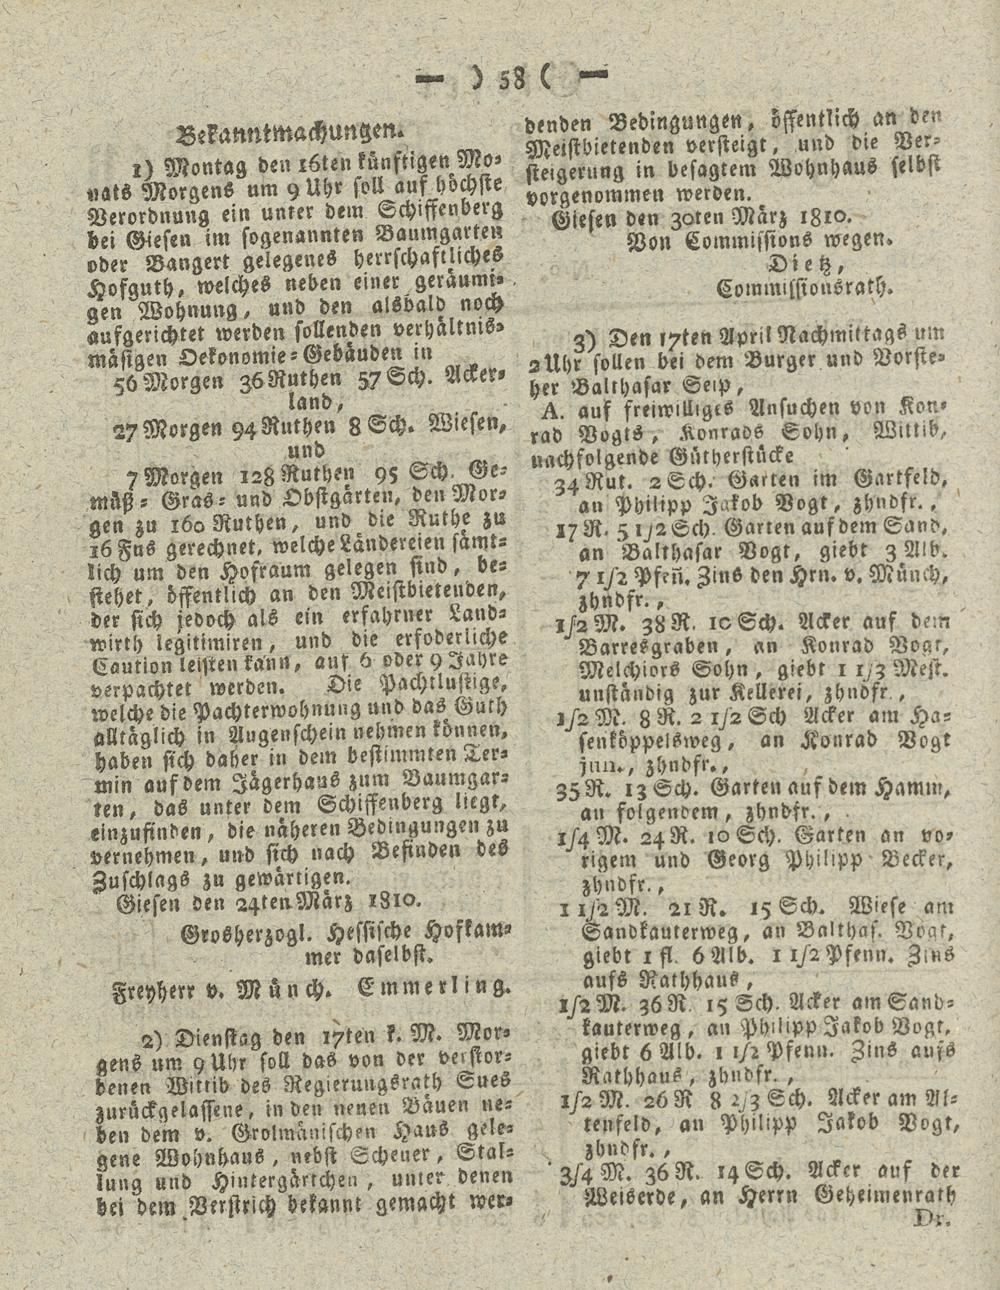 — ) 58 ( —
Bekanntmachungen.
1) Montag den 16ten künftigen Mo-
nats Morgens um 9 Uhr soll auf höchste
Verordnung ein unter dem Schiffenberg
bei Giesen im sogenannten Baumgarten
oder Bangert gelegenes herrschaftliches
Hofguth, welches neben einer geräumi-
gen Wohnung, und den alsbald noch
aufgerichtet werden sollenden verhältnis-
mäsigen Oekonomie-Gebäuden in
56 Morgen 36 Ruthen 57 Sch. Acker-
land,
27 Morgen 94 Ruthen 8 Sch. Wiesen,
und
7 Morgen 128 Ruthen 95 Sch. Ge-
müß- Gras- und Obstgärten, den Mor-
gen zu 160 Ruthen, und die Ruthe zu
16 Fus gerechnet, welche Ländereien sämt-
lich um den Hofraum gelegen sind, be-
stehet, öffentlich an den Meistbietenden,
der sich jedoch als ein erfahrner Land-
wirth legitimiren, und die erfoderliche
Caution leisten kann, auf 6 oder 9 Jahre
verpachtet werden. Die Pachtlustige,
welche die Pachterwohnung und das Guth
alltäglich in Augenschein nehmen können,
haben sich daher in dem bestimmten Ter-
min auf dem Jägerhaus zum Baumgar-
ten, das unter dem Schiffenberg liegt,
einzufinden, die näheren Bedingungen zu
vernehmen, und sich nach Befinden des
Zuschlags zu gewärtigen.
Giesen den 24ten März 1810.
Grosherzogl. Hessische Hofkam-
mer daselbst.
Freyherr v. Münch. Emmerling.
2) Dienstag den 17ten k. M. Mor-
gens um 9 Uhr soll das von der verstor-
benen Wittib des Regierungsrath Sues
zurückgelassene, in den neuen Bäuen ne-
ben dem v. Grolmänischen Haus gele-
gene Wohnhaus, nebst Scheuer, Stal-
lung und Hintergärtchen, unter denen
bei dem Verstrich bekannt gemacht wer-
denden Bedingungen, öffentlich an den
Meistbietenden versteigt, und die Ver-
steigerung in besagtem Wohnhaus selbst
vorgenommen werden.
Giesen den 30ten März 1810.
Von Commissions wegen.
Dietz,
Commissionsrath.
3) Den 17ten April Nachmittags um
2 Uhr sollen bei dem Burger und Vorste-
her Balthasar Seip,
A. auf freiwilliges Ansuchen von Kon-
rad Vogts, Konrads Sohn, Wittib,
nachfolgende Gütherstücke
34 Rut. 2 Sch. Garten im Gartfeld,
an Philipp Jakob Vogt, zhndfr.,
17 R. 5 1/2 Sch. Garten auf dem Sand,
an Balthasar Vogt, giebt 3 Alb.
7 1/2 Pfen̄. Zins den Hrn. v. Münch,
zhndfr.,
1/2 M. 38 R. 10 Sch. Acker auf dem
Barresgraben, an Konrad Vogt,
Melchiors Sohn, giebt 1 1/3 Mest.
unständig zur Kellerei, zhndfr.,
1/2 M. 8 R. 2 1/2 Sch Acker am Ha-
senköppelsweg, an Konrad Vogt
jun., zhndfr.,
35 R. 13 Sch. Garten auf dem Hamm,
an folgendem, zhndfr.,
1/4 M. 24 R. 10 Sch. Garten an vo-
rigem und Georg Philipp Becker,
zhndfr.,
1 1/2 M. 21 R. 15 Sch. Wiese am
Sandkauterweg, an Balthas. Vogt,
giebt 1 fl. 6 Alb. 1 1/2 Pfenn. Zins
aufs Rathhaus,
1/2 M. 36 R. 15 Sch. Acker am Sand-
kauterweg, an Philipp Jakob Vogt,
giebt 6 Alb. 1 1/2 Pfenn. Zins aufs
Rathhaus, zhndfr.,
1/2 M. 26 R 8 2/3 Sch. Acker am Al-
tenfeld, an Philipp Jakob Vogt,
zhndfr.,
3/4 M. 36 R. 14 Sch. Acker auf der
Weiserde, an Herrn Geheimenrath
Dr.